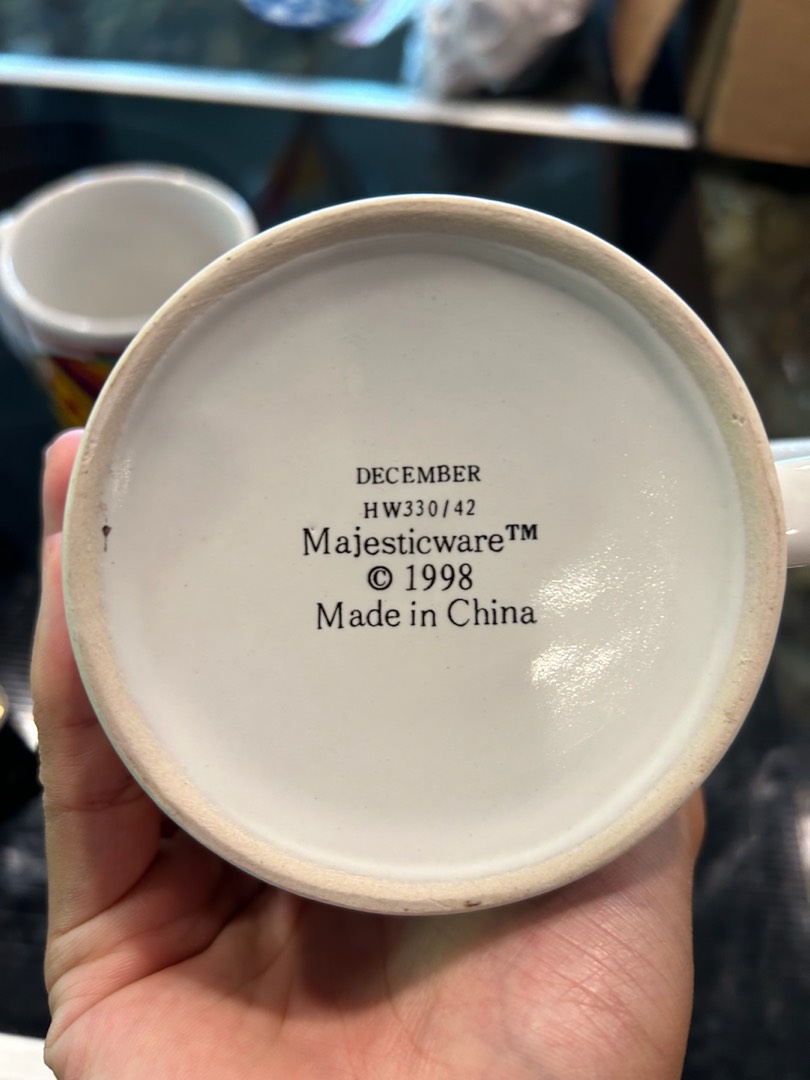 DECEMBER
HW330/42
Majesticware™
© 1998
Made in China